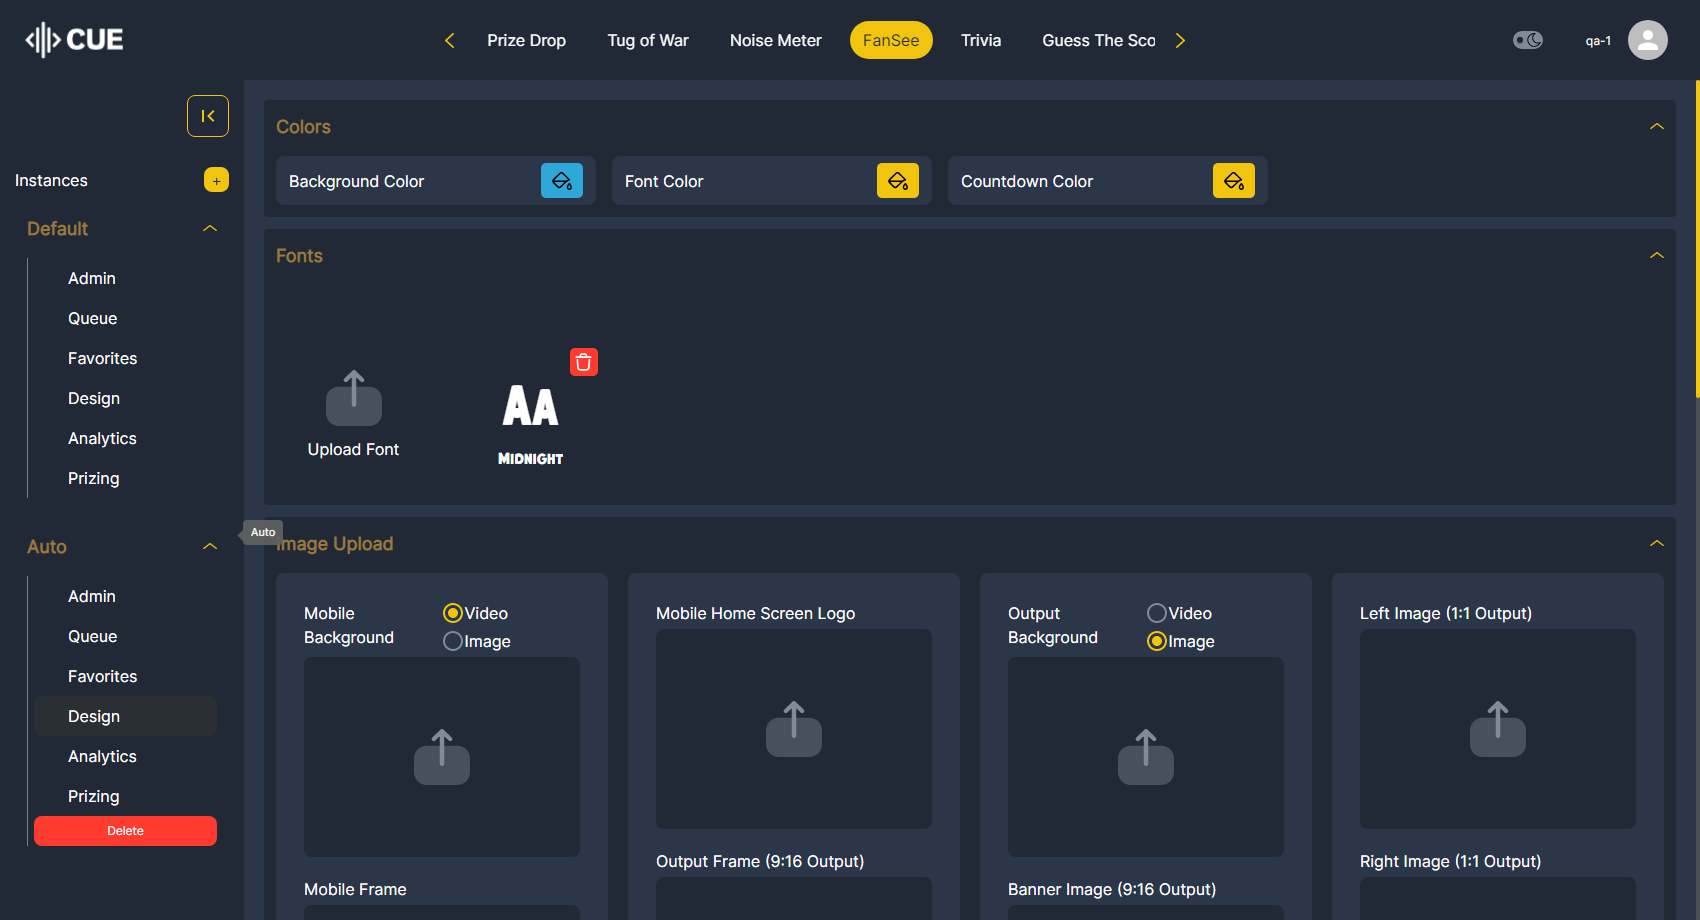 CUE
Prize Drop
Tug of War
Noise Meter
FanSee
Trivia
Guess The Sco
qa-1
Instances
+
Default
Admin
Queue
Favorites
Design
Analytics
Prizing
Auto
Admin
Queue
Favorites
Design
Analytics
Prizing
Delete
Auto
Colors
Background Color
Font Color
Countdown Color
Fonts
Upload Font
AA
MIDNIGHT
Image Upload
Mobile
Background
Video
Image
Mobile Home Screen Logo
Output
Background
Video
Image
Left Image (1:1 Output)
Mobile Frame
Output Frame (9:16 Output)
Banner Image (9:16 Output)
Right Image (1:1 Output)